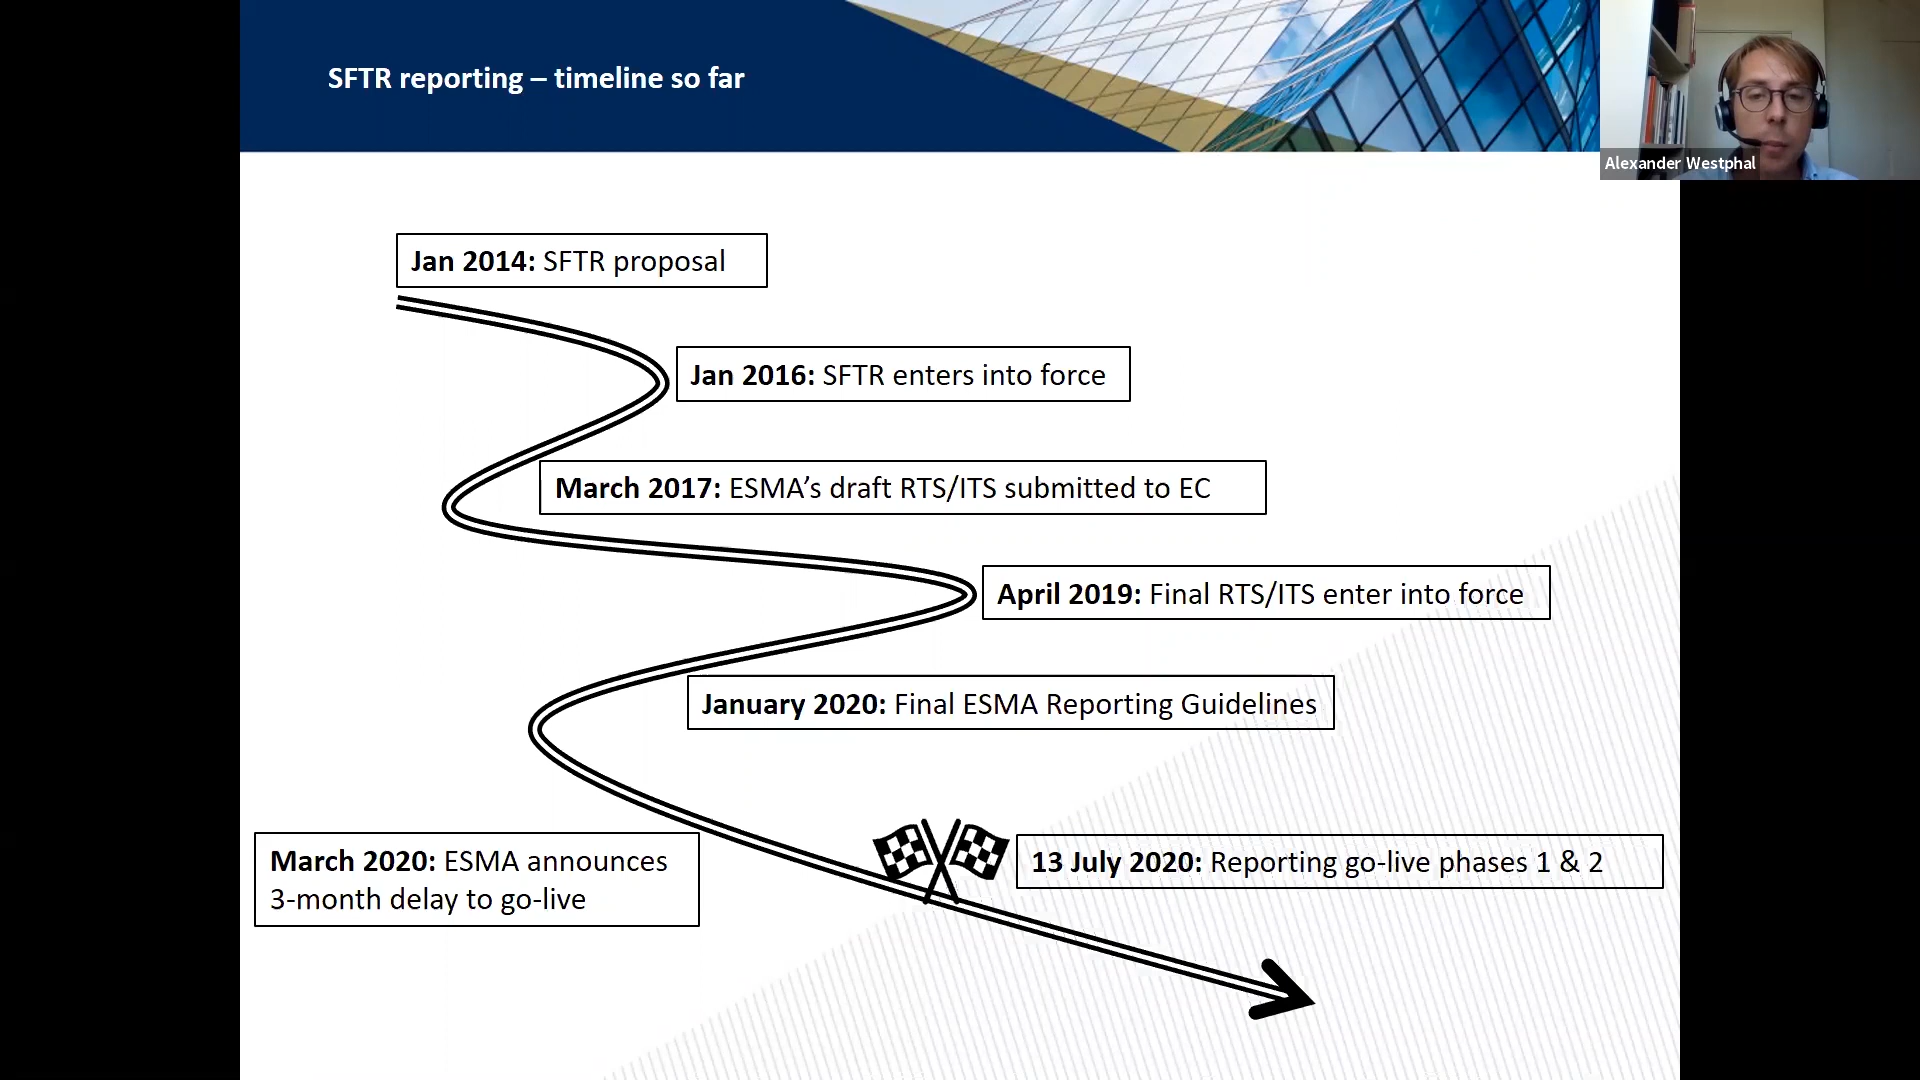 SFTR reporting – timeline so far
Alexander Westphal
Jan 2014: SFTR proposal
Jan 2016: SFTR enters into force
March 2017: ESMA’s draft RTS/ITS submitted to EC
April 2019: Final RTS/ITS enter into force
January 2020: Final ESMA Reporting Guidelines
March 2020: ESMA announces
3-month delay to go-live
13 July 2020: Reporting go-live phases 1 & 2